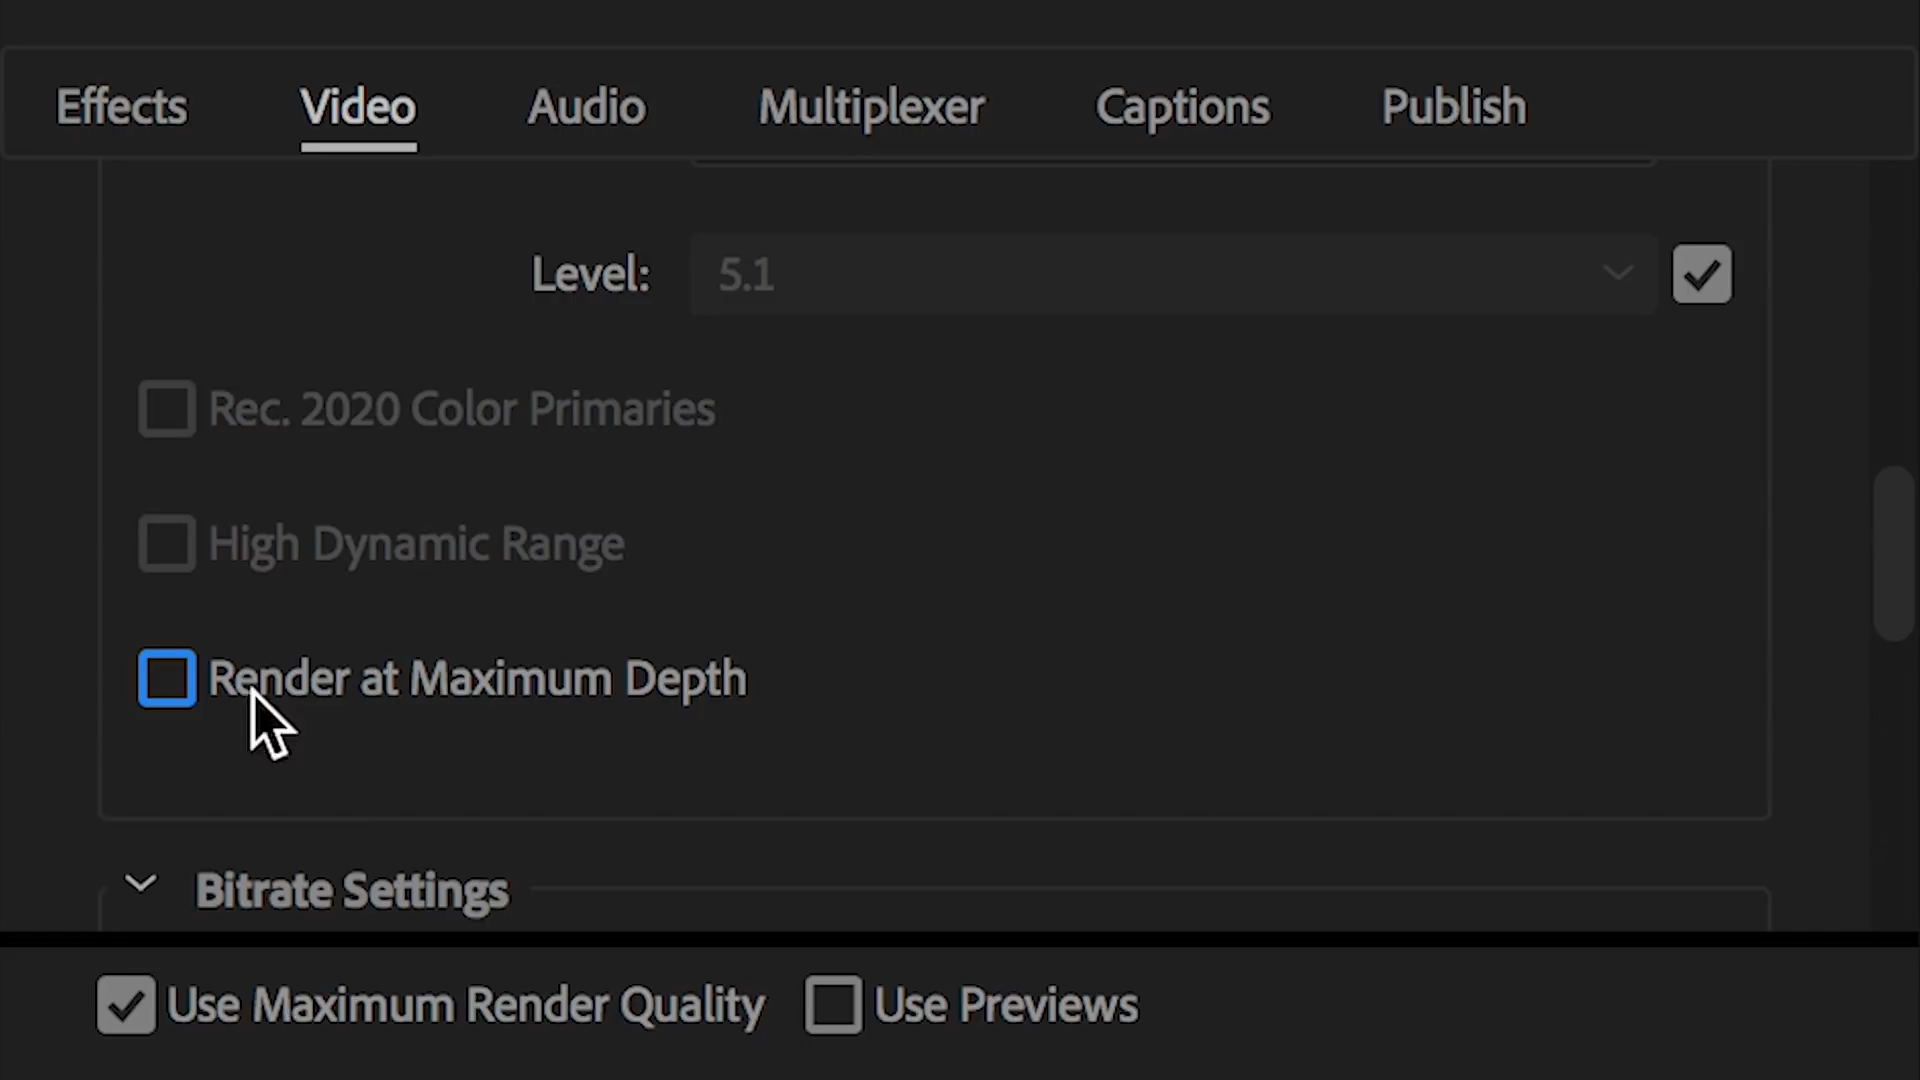 Effects Video Audio Multiplexer Captions Publish
Level: 5.1
Rec. 2020 Color Primaries
High Dynamic Range
Render at Maximum Depth
Bitrate Settings
Use Maximum Render Quality Use Previews